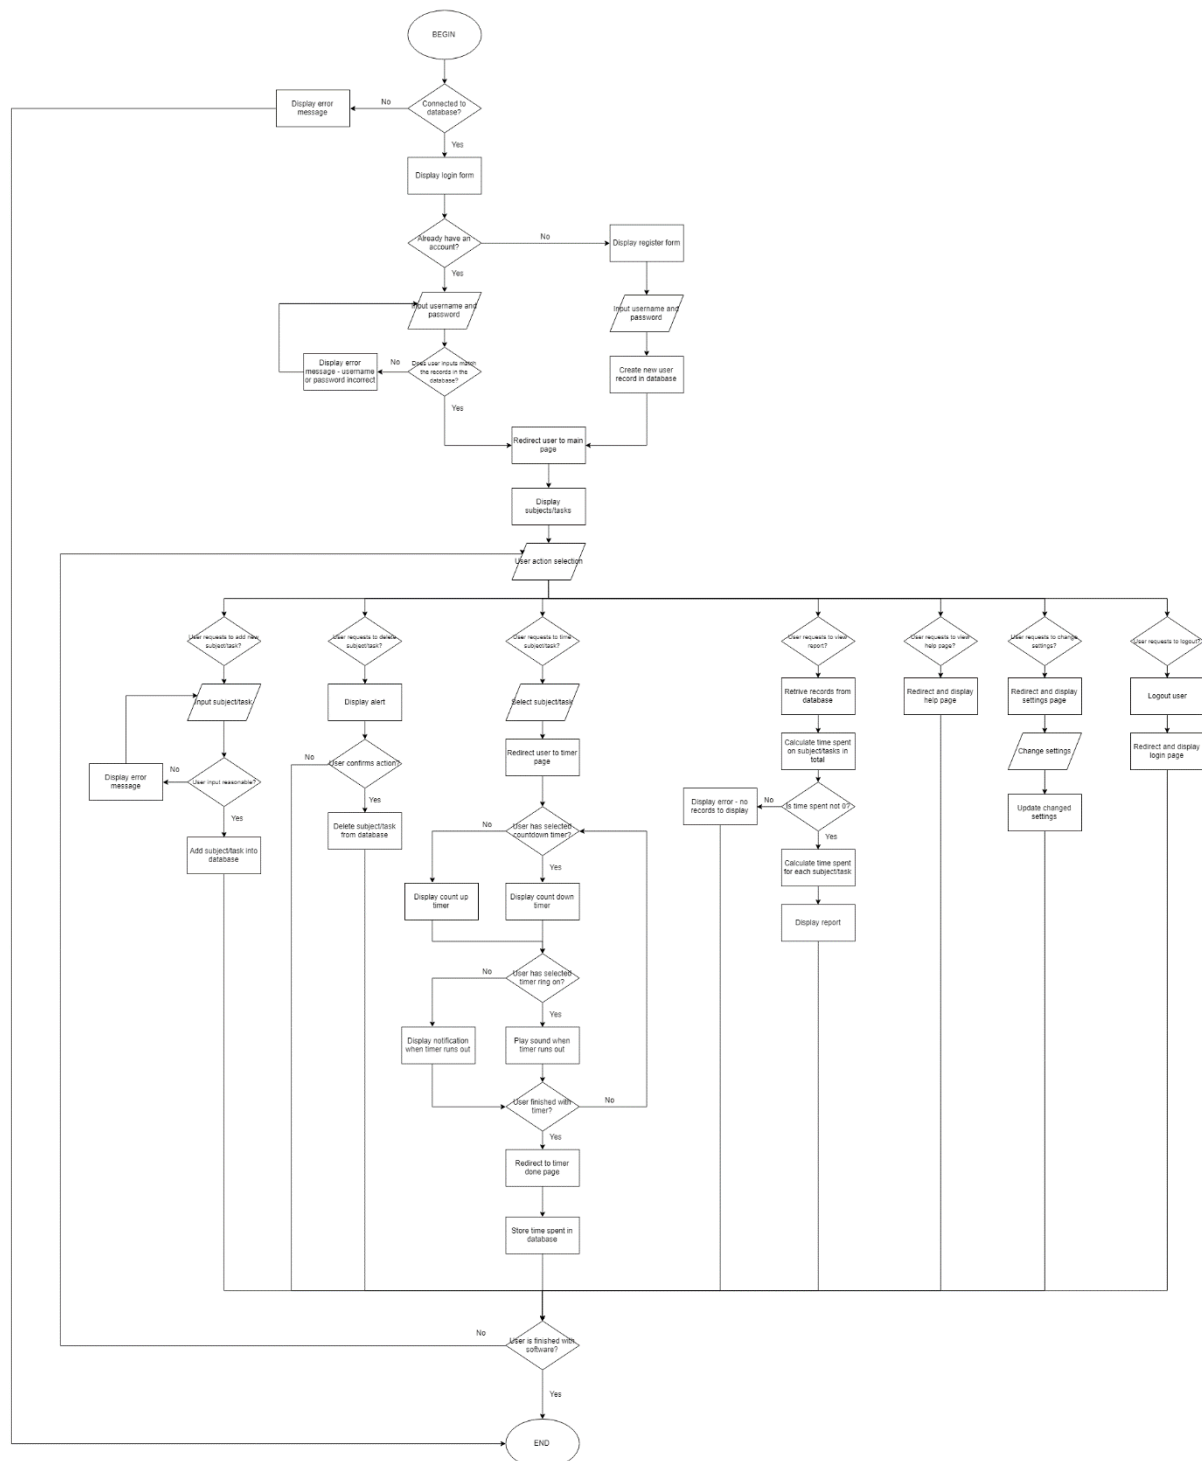 BEGIN
Connected to
database?
No
Display error
message
Yes
Display login form
Already have an
account?
No
Display register form
Yes
Input username and
password
Input username and
password
Does user inputs match
the records in the
database?
No
Display error
message - username
or password incorrect
Create new user
record in database
Yes
Redirect user to main
page
Display
subjects/tasks
User action selection
User requests to add new
subject/task?
User requests to delete
subject/task?
User requests to time
subject/task?
User requests to view
report?
User requests to view
help page?
User requests to change
settings?
User requests to logout?
Input subject/task
Display alert
Select subject/task
Retrive records from
database
Redirect and display
help page
Redirect and display
settings page
Logout user
Redirect user to timer
page
Calculate time spent
on subject/tasks in
total
Change settings
Redirect and display
login page
No
User confirms action?
Display error
message
No
User input reasonable?
Yes
Yes
Add subject/task into
database
Delete subject/task
from database
Display error - no
records to display
No
Is time spent not 0?
Update changed
settings
No
User has selected
countdown timer?
Yes
Yes
Calculate time spent
for each subject/task
Display count up
timer
Display count down
timer
Display report
No
User has selected
timer ring on?
Yes
Display notification
when timer runs out
Play sound when
timer runs out
User finished with
timer?
No
Yes
Redirect to timer
done page
Store time spent in
database
No
User is finished with
software?
Yes
END